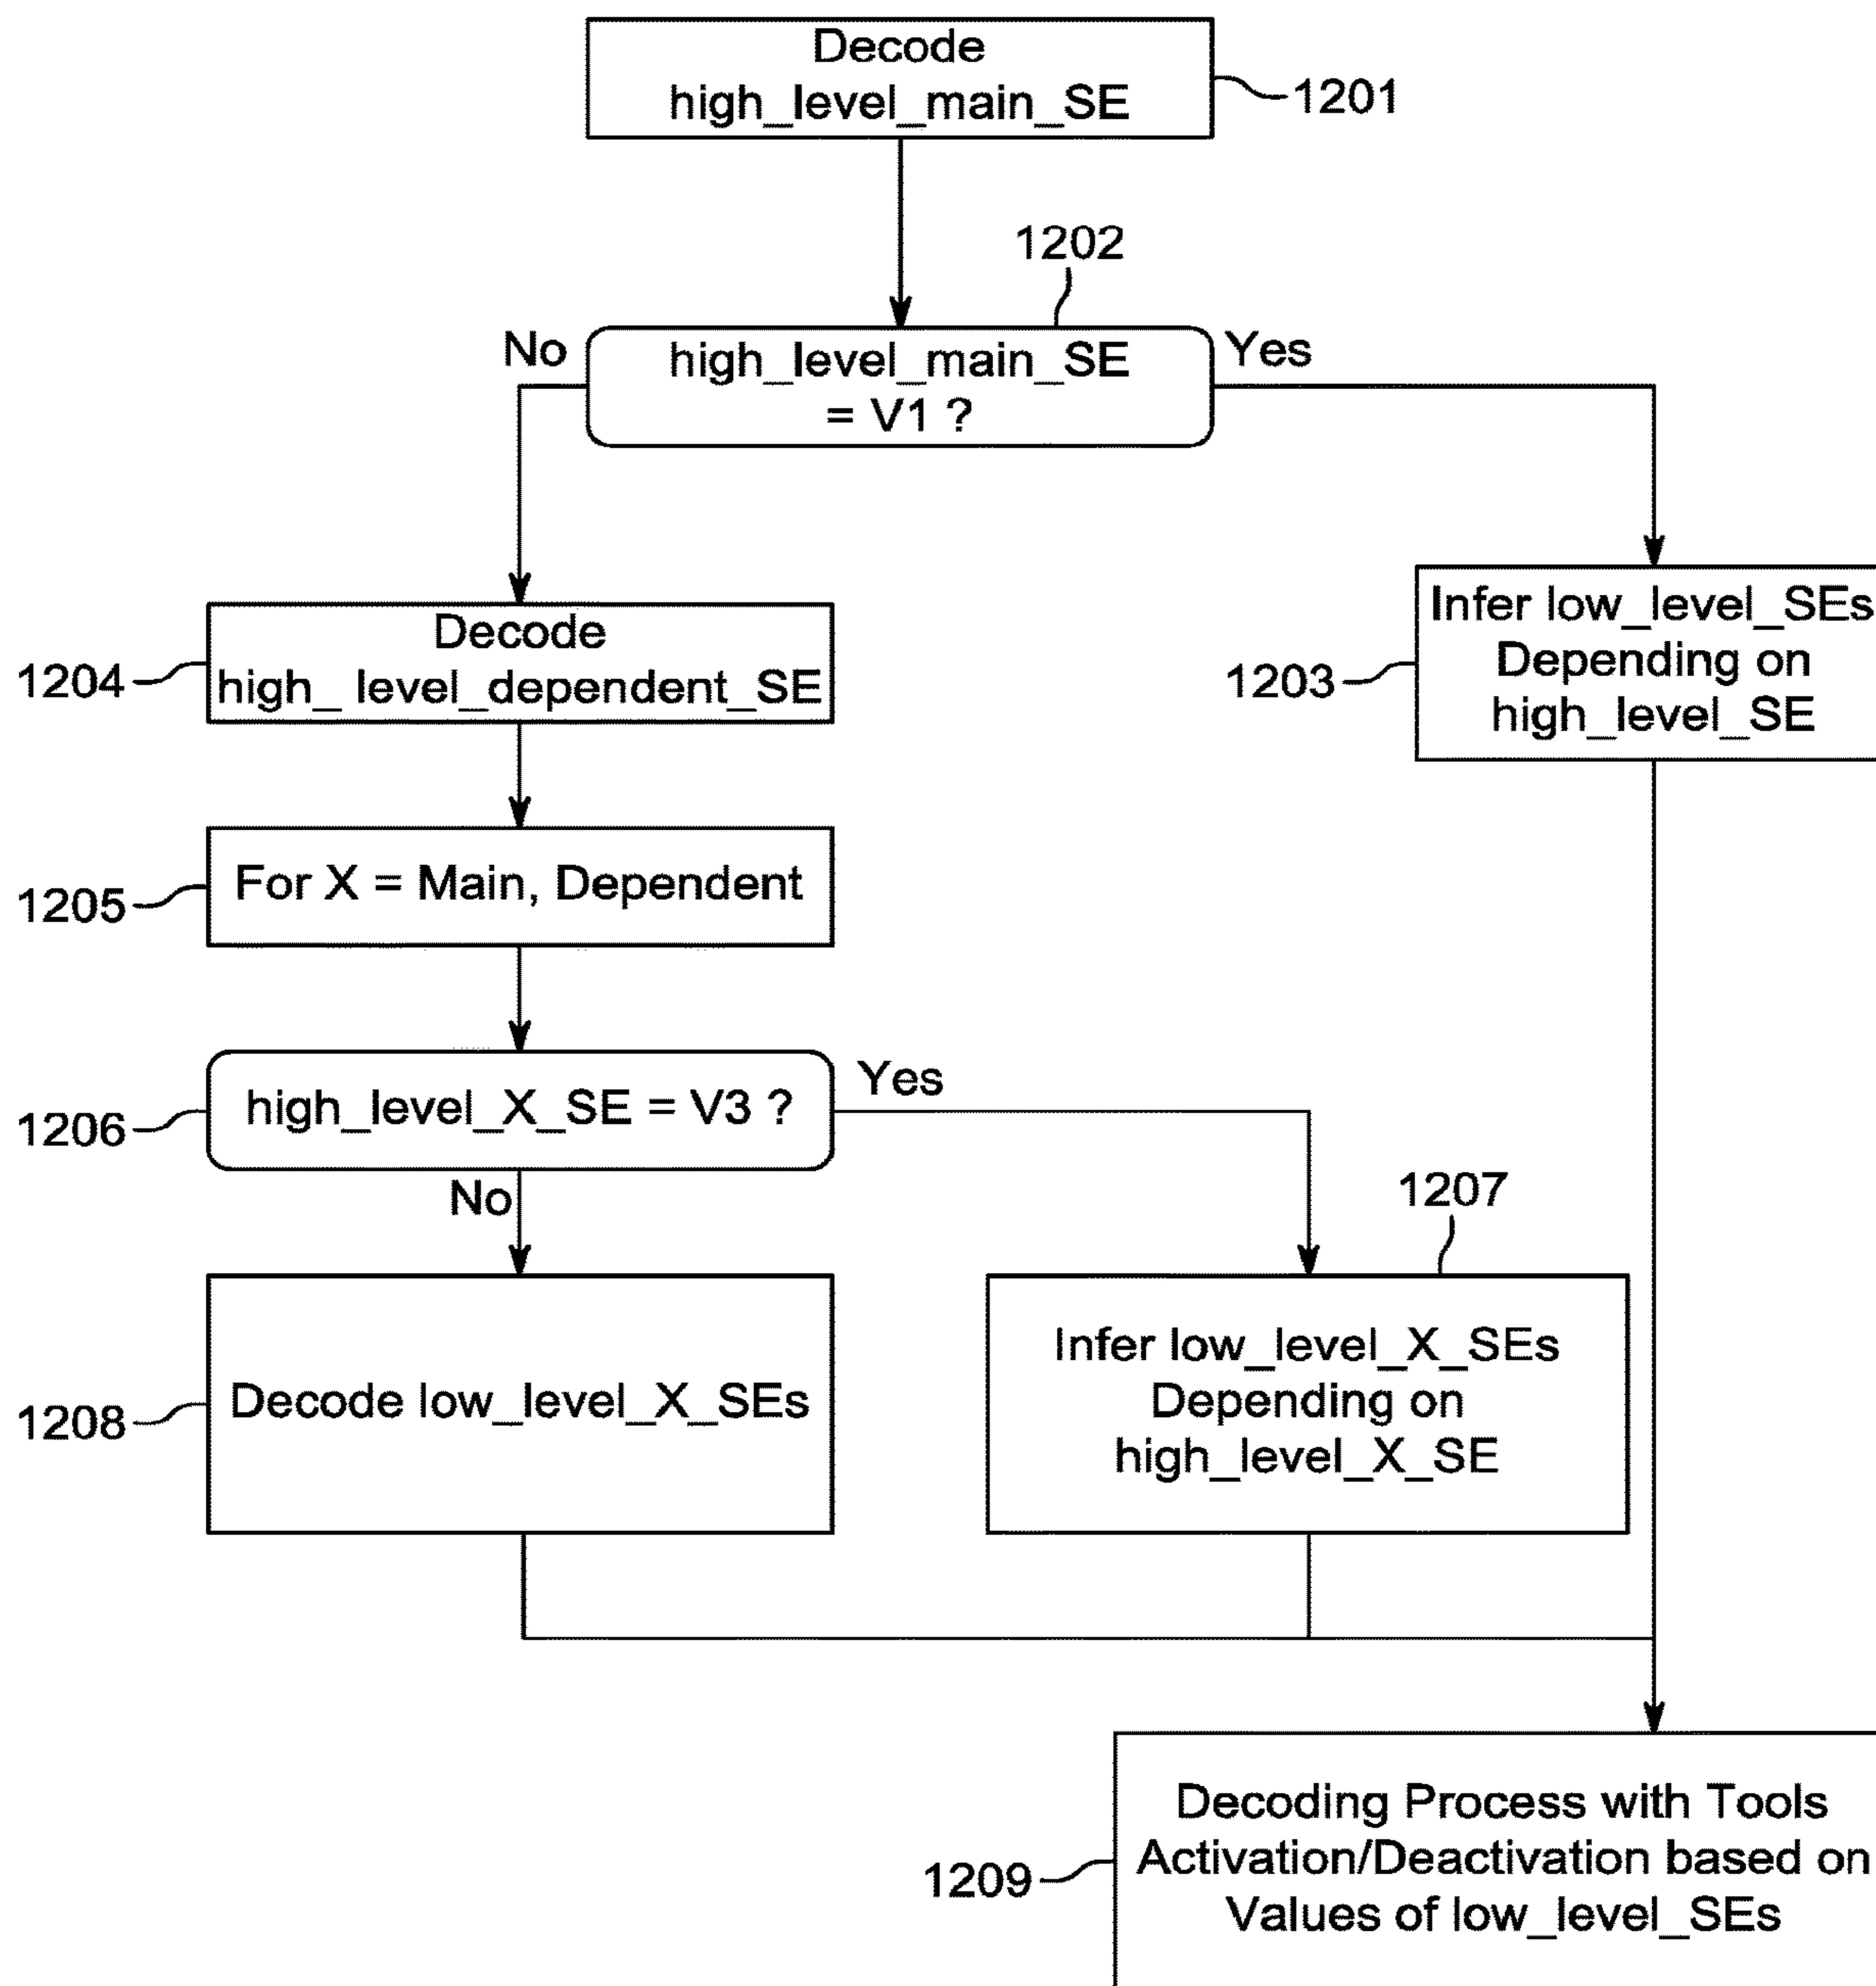 Decode
high_level_main_SE
1201
1202
No
high_level_main_SE
= V1 ?
Yes
Infer low_level_SEs
Depending on
high_level_SE
1203
Decode
high_ level_dependent_SE
1204
For X = Main, Dependent
1205
high_level_X_SE = V3 ?
Yes
1206
No
1207
Decode low_level_X_SEs
1208
Infer low_level_X_SEs
Depending on
high_level_X_SE
Decoding Process with Tools
Activation/Deactivation based on
Values of low_level_SEs
1209